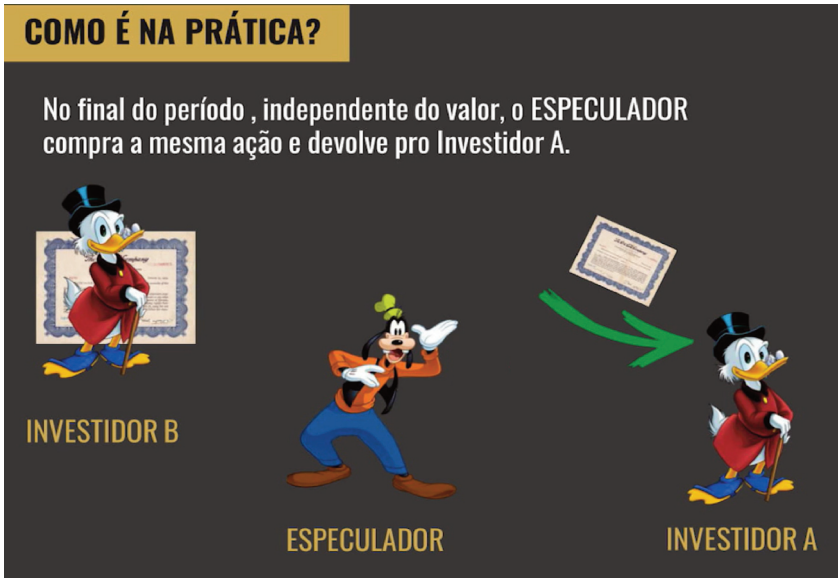 COMO É NA PRÁTICA?
No final do período , independente do valor, o ESPECULADOR
compra a mesma ação e devolve pro Investidor A.
INVESTIDOR B
ESPECULADOR
INVESTIDOR A